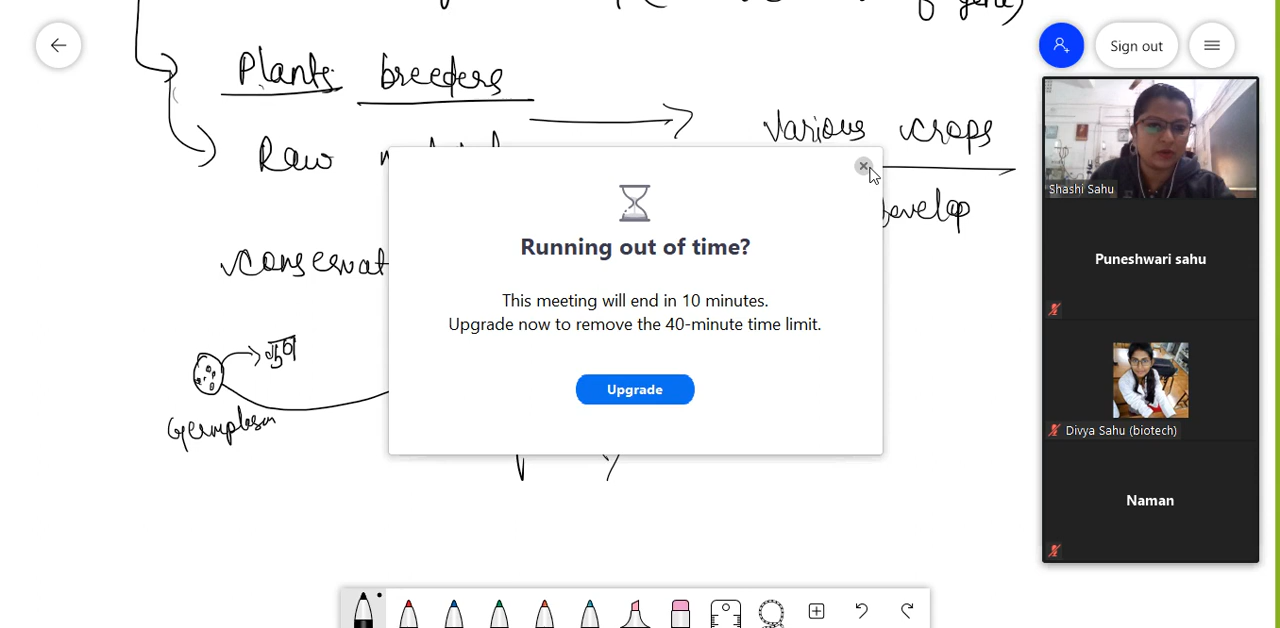 Sign out
Plants breeders
Various crops
Raw
Shashi Sahu
develop
Running out of time?
Puneshwari sahu
This meeting will end in 10 minutes.
Upgrade now to remove the 40-minute time limit.
Upgrade
Germplasm
Divya Sahu (biotech)
Naman